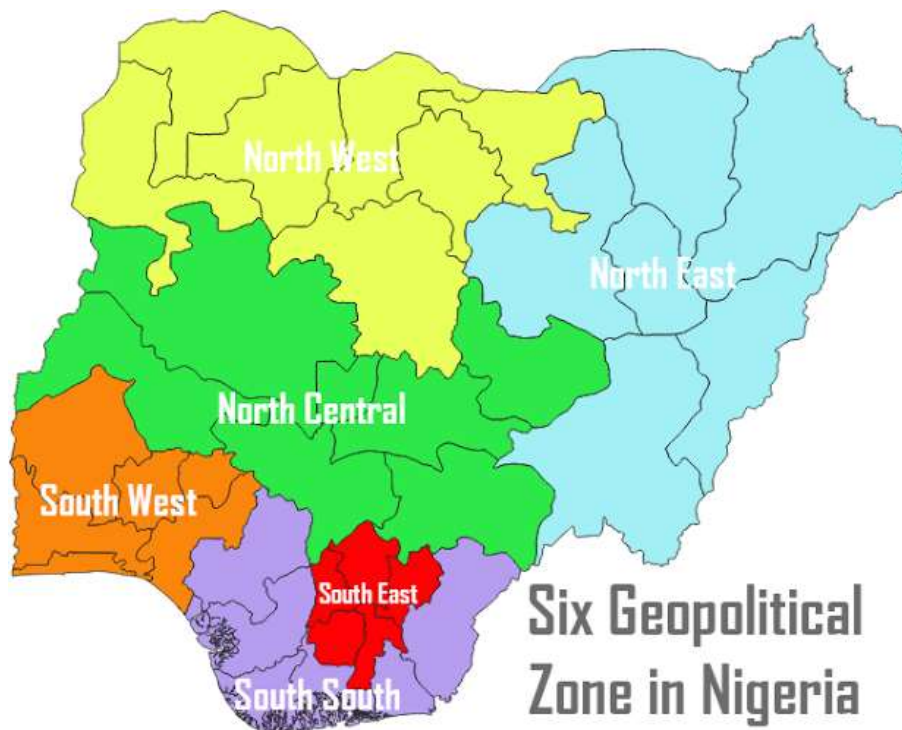 North West
North East
North Central
South West
South East
South South
Six Geopolitical
Zone in Nigeria